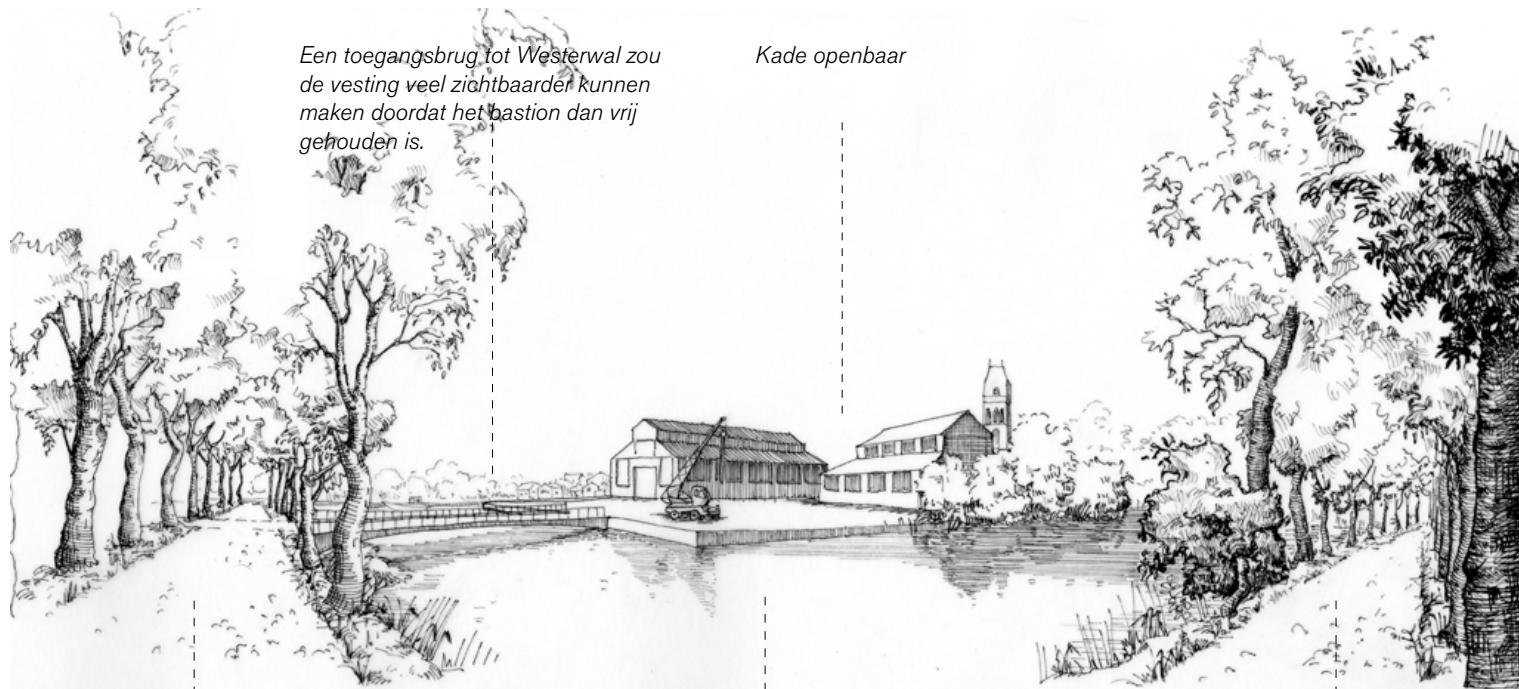 Een toegangsbrug tot Westerwal zou
de vesting veel zichtbaarder kunnen
maken doordat het bastion dan vrij
gehouden is.
Kade openbaar